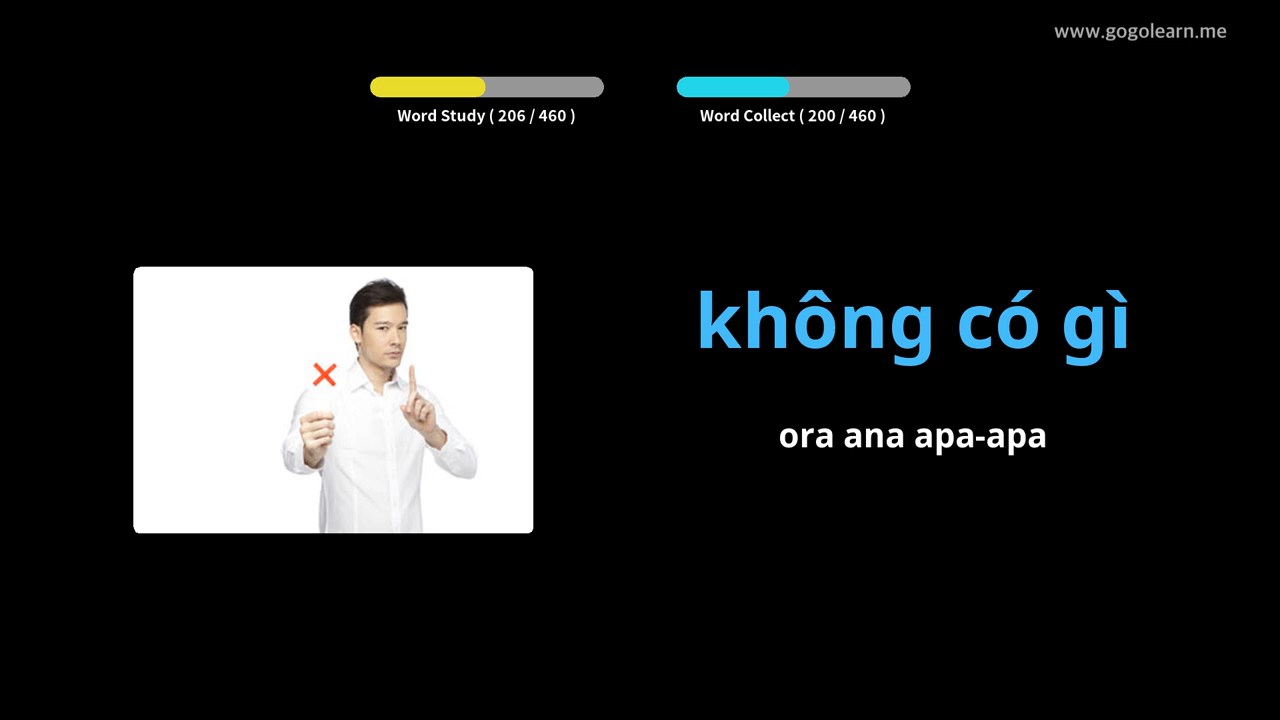 www.gogolearn.me
Word Study ( 206 / 460 )
Word Collect ( 200 / 460 )
không có gì
ora ana apa-apa